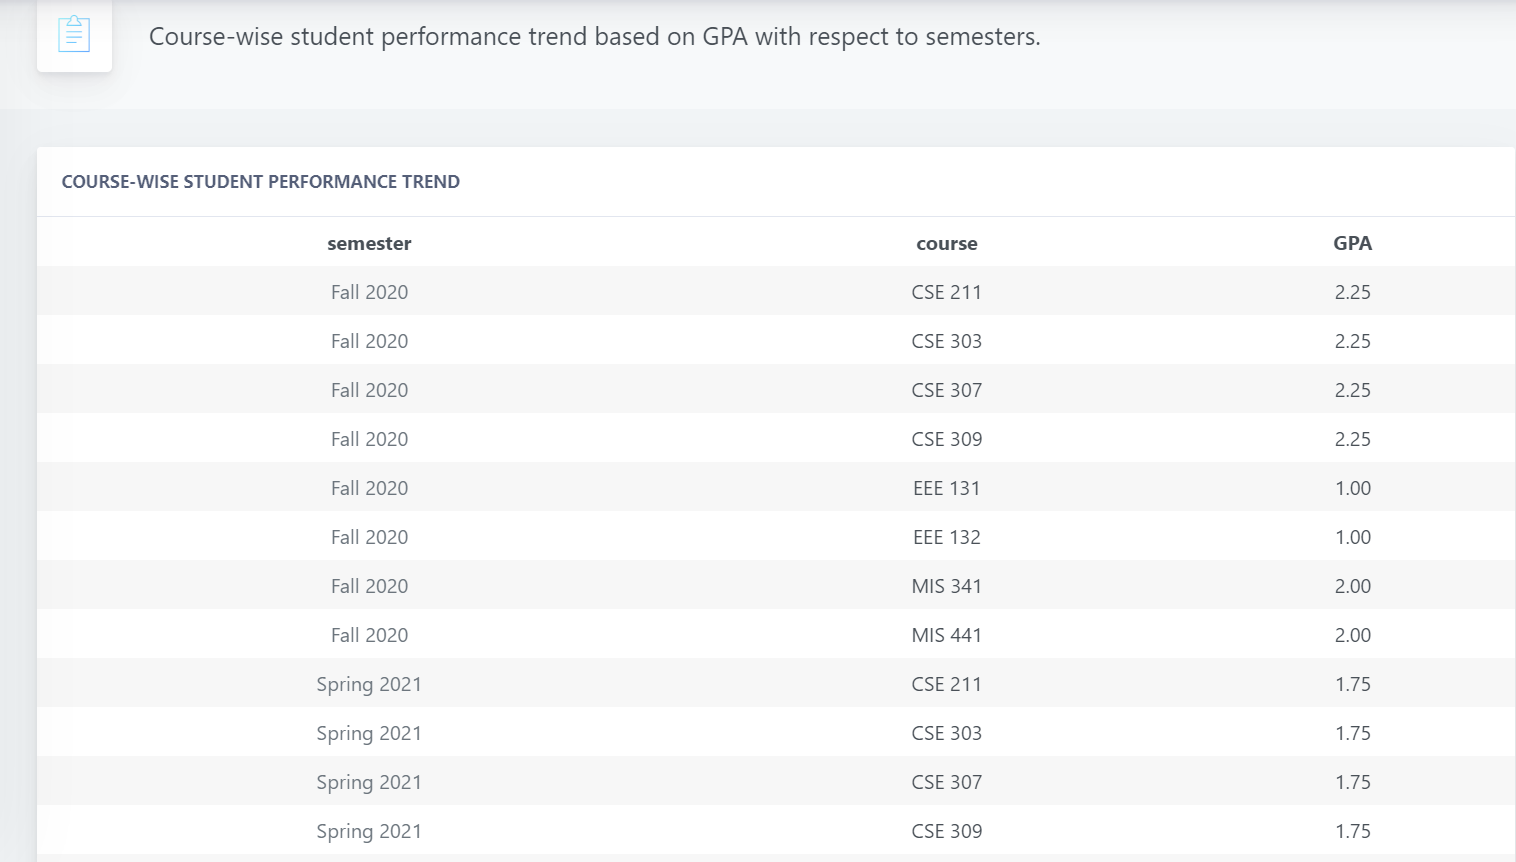 Course-wise student performance trend based on GPA with respect to semesters.
COURSE-WISE STUDENT PERFORMANCE TREND
semester course GPA
Fall 2020 CSE 211 2.25
Fall 2020 CSE 303 2.25
Fall 2020 CSE 307 2.25
Fall 2020 CSE 309 2.25
Fall 2020 EEE 131 1.00
Fall 2020 EEE 132 1.00
Fall 2020 MIS 341 2.00
Fall 2020 MIS 441 2.00
Spring 2021 CSE 211 1.75
Spring 2021 CSE 303 1.75
Spring 2021 CSE 307 1.75
Spring 2021 CSE 309 1.75